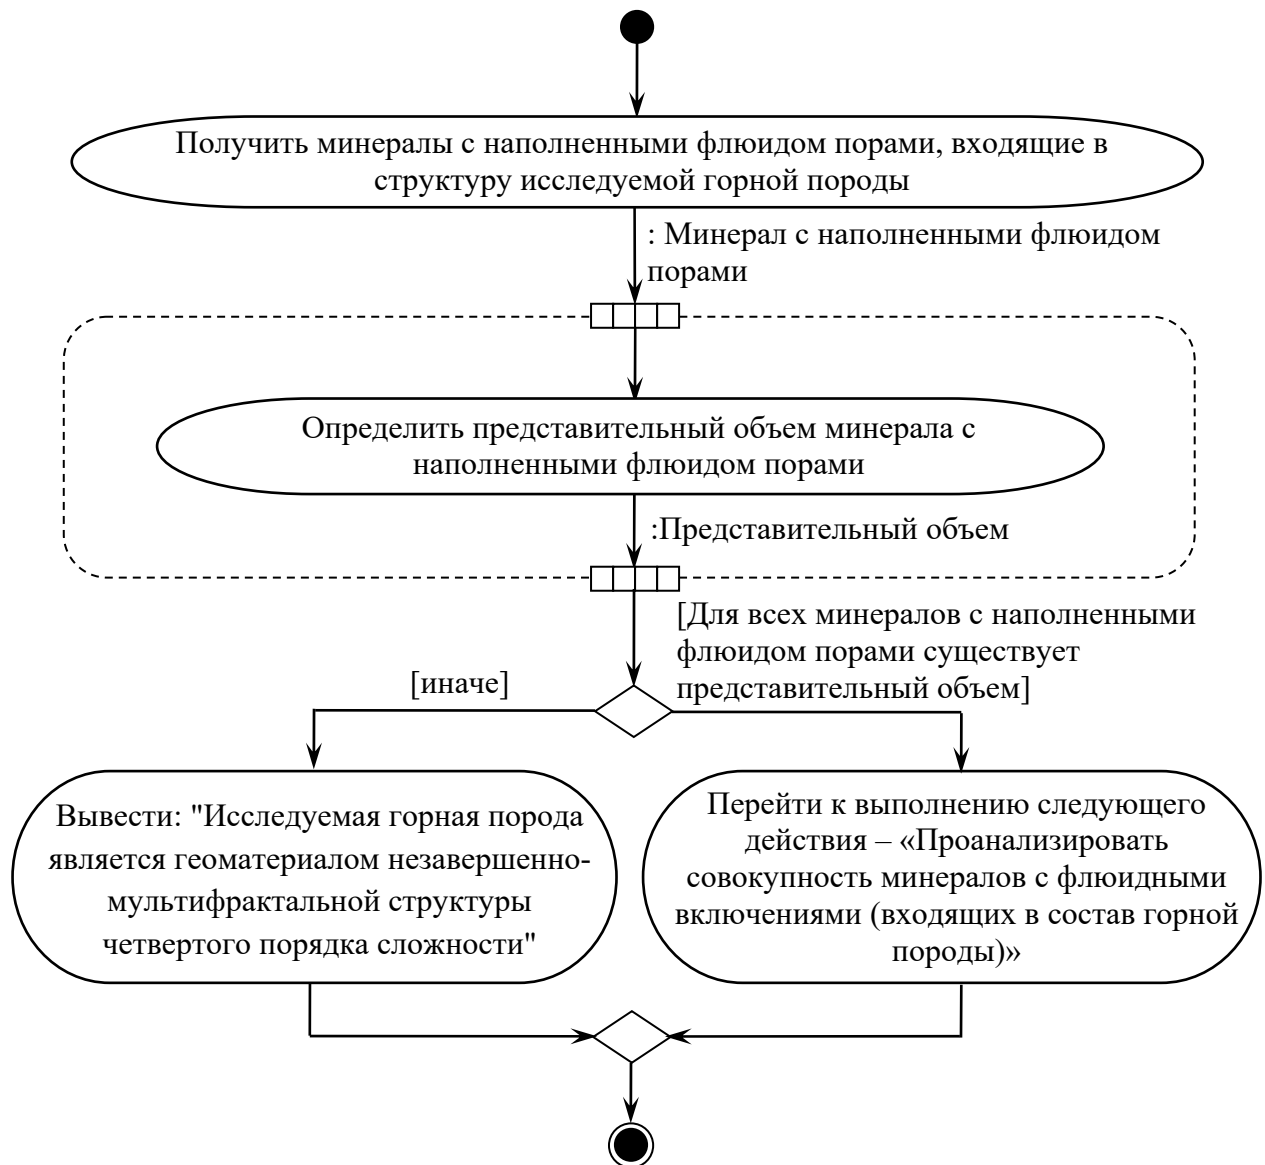 Получить минералы с наполненными флюидом порами, входящие в
структуру исследуемой горной породы
: Минерал с наполненными флюидом
порами
Определить представительный объем минерала с
наполненными флюидом порами
:Представительный объем
[Для всех минералов с наполненными
флюидом порами существует
представительный объем]
[иначе]
Вывести: "Исследуемая горная порода
является геоматериалом незавершенно-
мультифрактальной структуры
четвертого порядка сложности"
Перейти к выполнению следующего
действия – «Проанализировать
совокупность минералов с флюидными
включениями (входящих в состав горной
породы)»